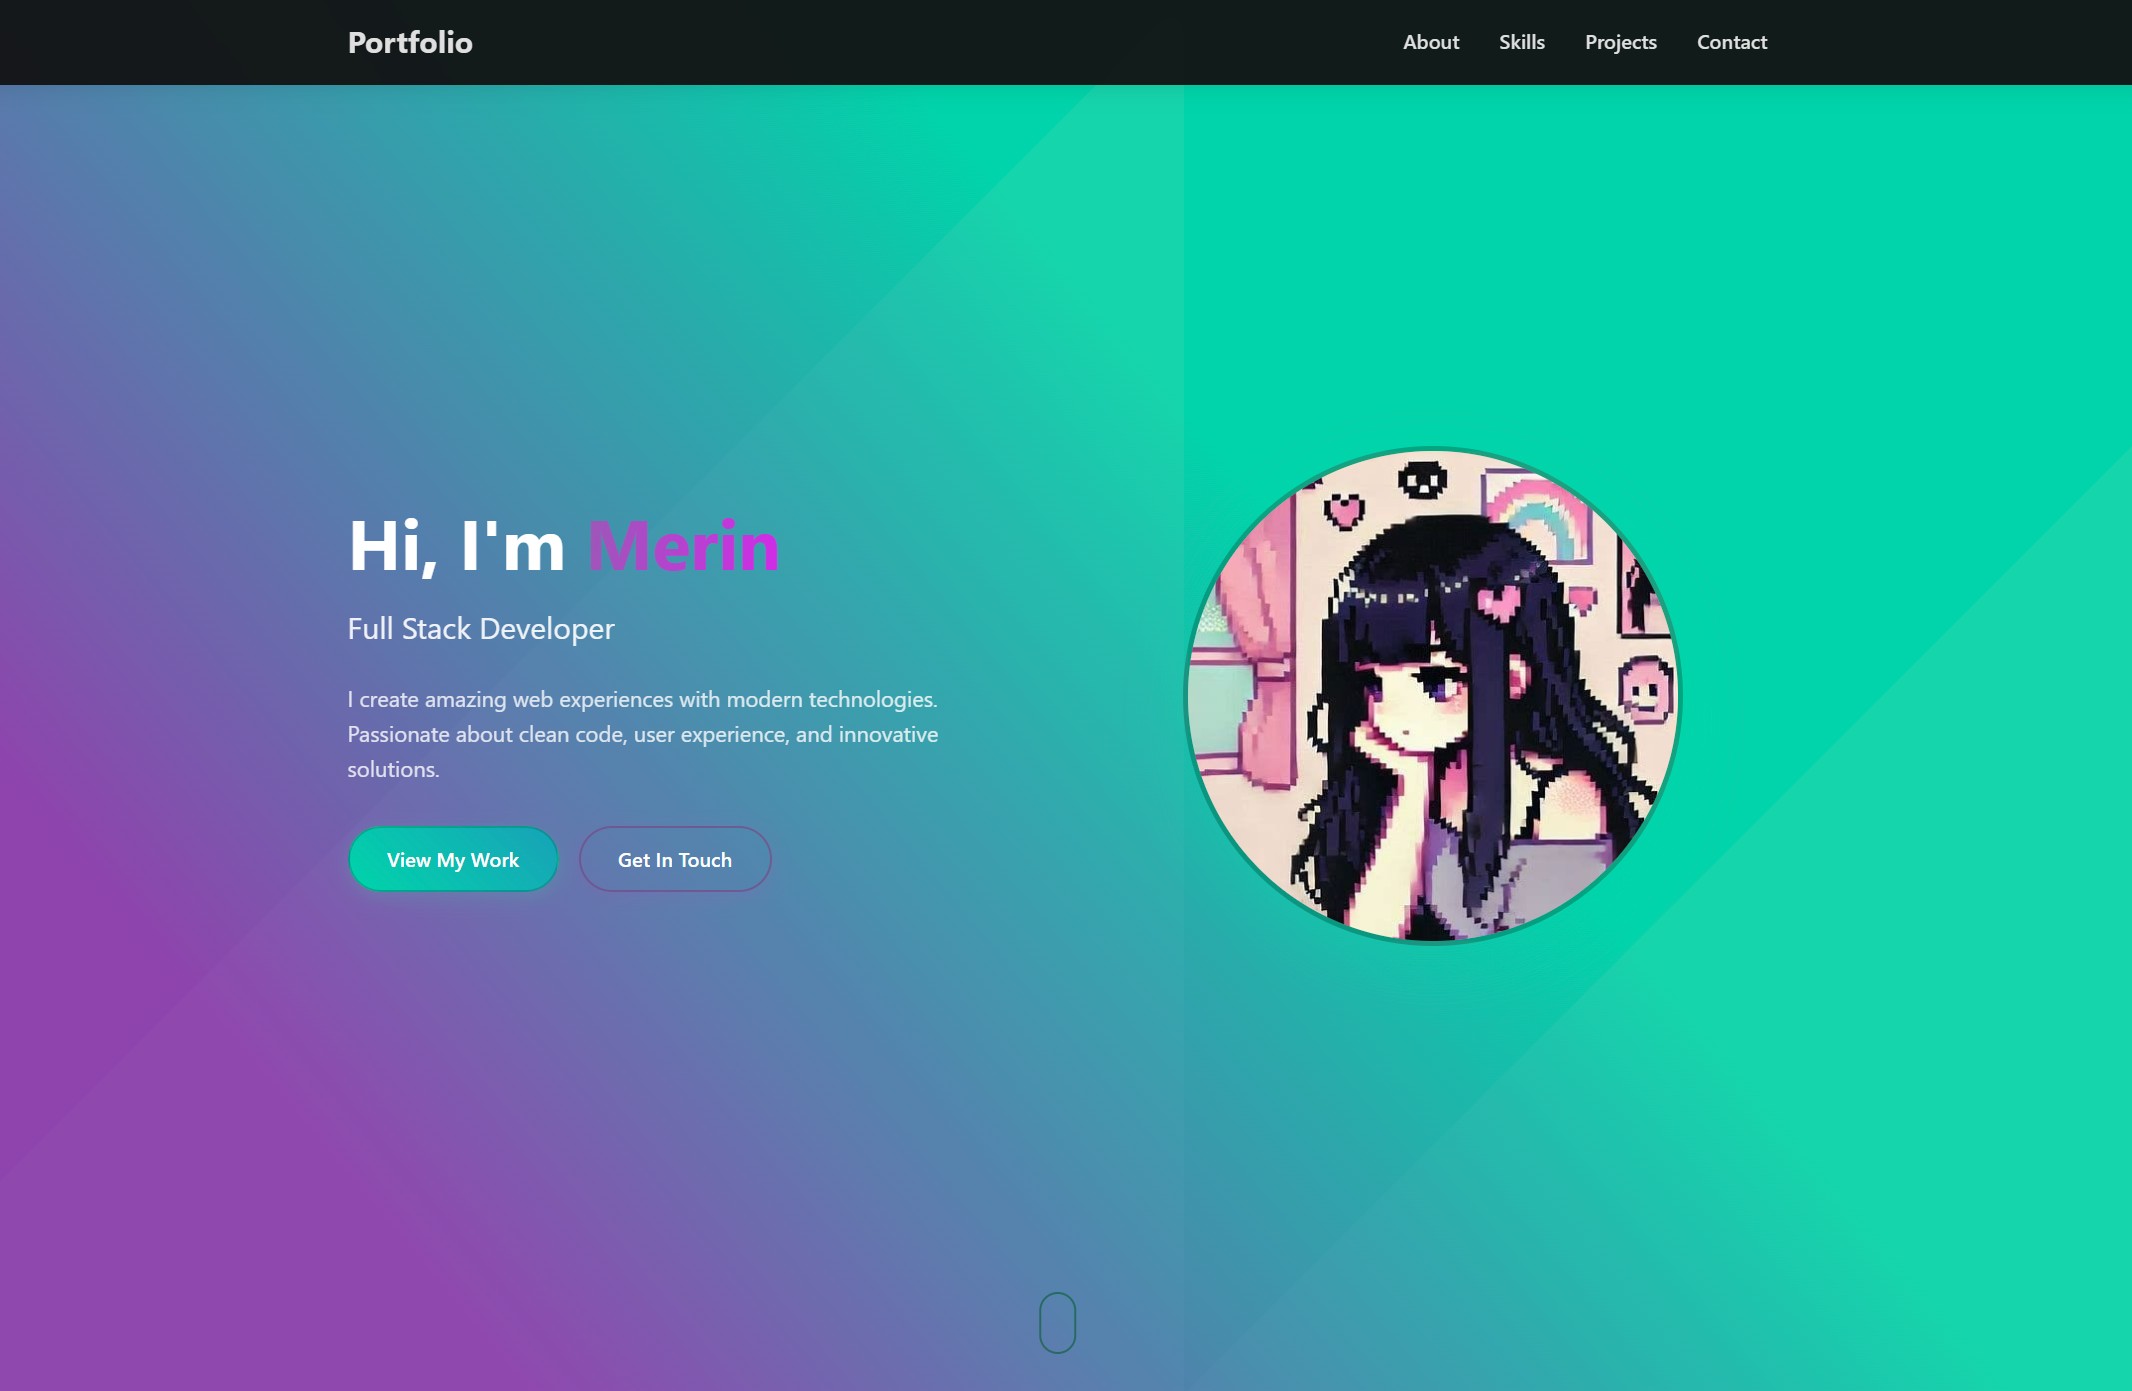 Portfolio
About Skills Projects Contact
Hi, I'm Merin
Full Stack Developer
I create amazing web experiences with modern technologies.
Passionate about clean code, user experience, and innovative
solutions.
View My Work
Get In Touch